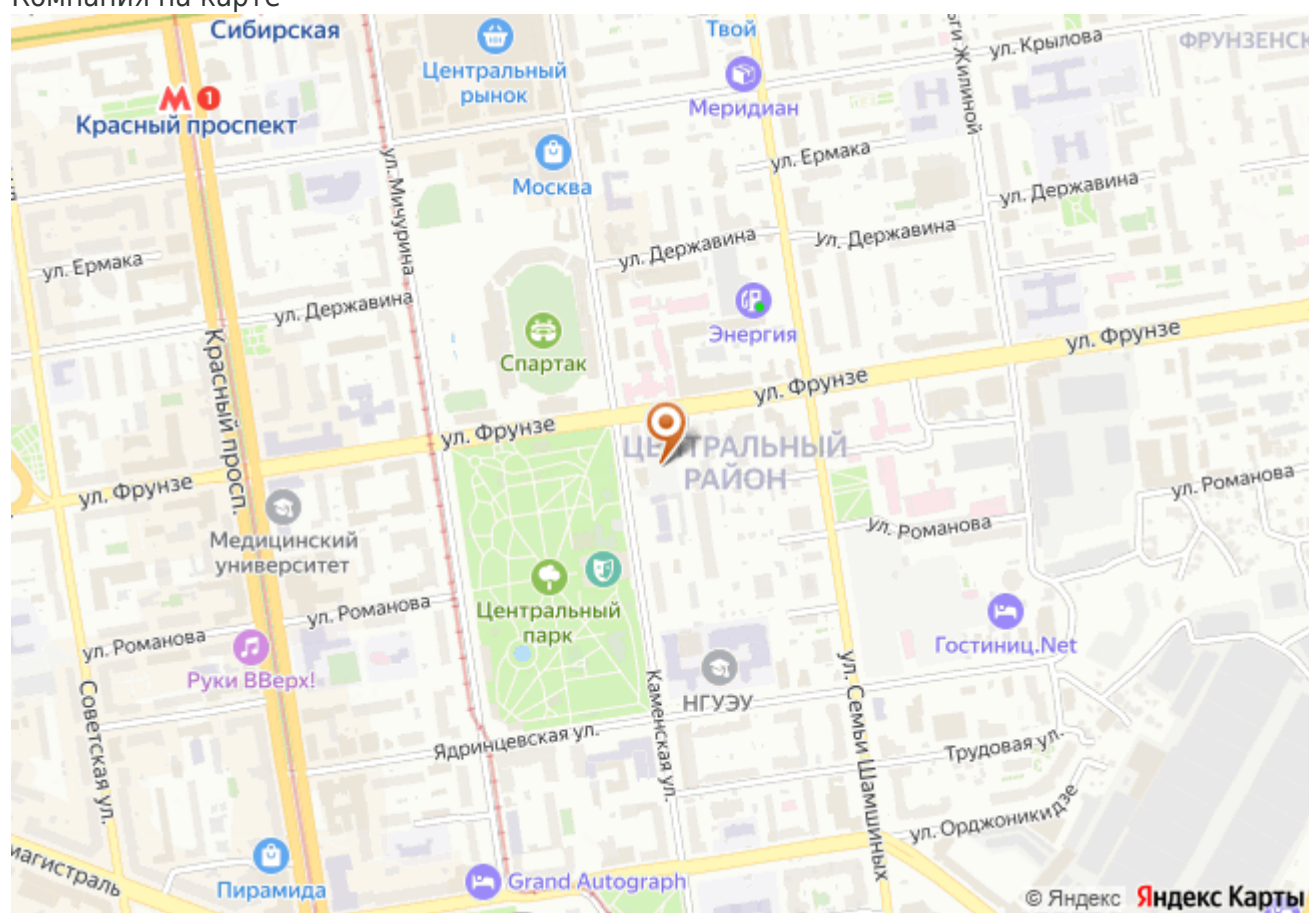 Компания на карте
Сибирская
Центральный
рынок
Твой
ул. Крылова
ФРУНЗЕНСК
Меридиан
М 1
Красный проспект
ул. Ермака
Москва
ул. Мичурина
ул. Державина
ул. Державина
ул. Державина
ул. Ермака
ул. Державина
Энергия
Спартак
ул. Фрунзе
ул. Фрунзе
Красный просп.
ул. Фрунзе
ЦЕНТРАЛЬНЫЙ
РАЙОН
ул. Фрунзе
ул. Романова
ул. Романова
Медицинский
университет
Центральный
парк
ул. Романова
ул. Романова
Гостиниц.Net
Руки ВВерх!
НГУЭУ
Каменская ул.
ул. Семьи Шамшиных
Советская ул.
Ядринцевская ул.
Трудовая ул.
ул. Орджоникидзе
магистраль
Пирамида
Grand Autograph
© Яндекс Яндекс Карты